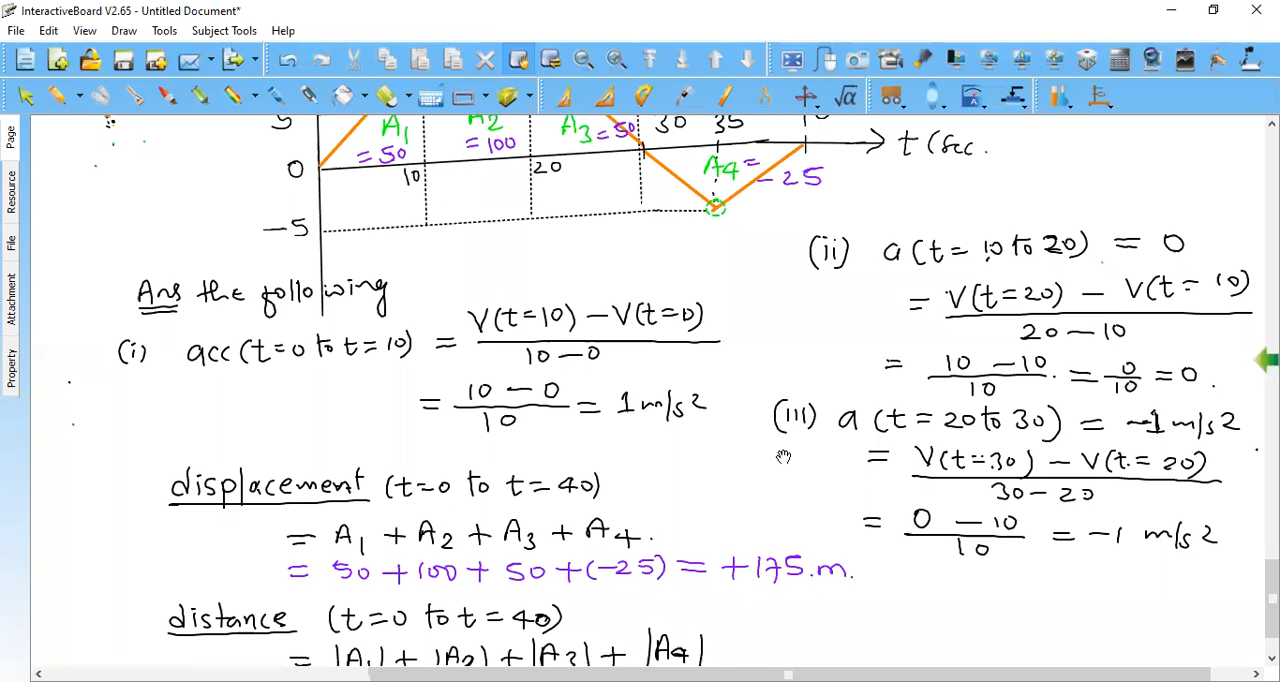 InteractiveBoard V2.65 - Untitled Document*
File Edit View Draw Tools Subject Tools Help
Page
Resource
File
Attachment
Property
5
A1 = 50
A2 = 100
A3 = 50
30 35
t (sec.
0
10
20
A4 = -25
-5
Ans the following
(i) acc (t=0 to t=10) = V(t=10) - V(t=0) / 10-0
= 10-0 / 10 = 1 m/s2
displacement (t=0 to t=40)
= A1 + A2 + A3 + A4.
= 50 + 100 + 50 + (-25) = +175.m.
distance (t=0 to t=40)
= |A1| + |A2| + |A3| + |A4|
(ii) a (t = 10 to 20) = 0
= V(t=20) - V(t=10) / 20-10
= 10-10 / 10 = 0/10 = 0.
(iii) a (t = 20 to 30) = -1 m/s2
= V(t=30) - V(t=20) / 30-20
= 0-10 / 10 = -1 m/s2